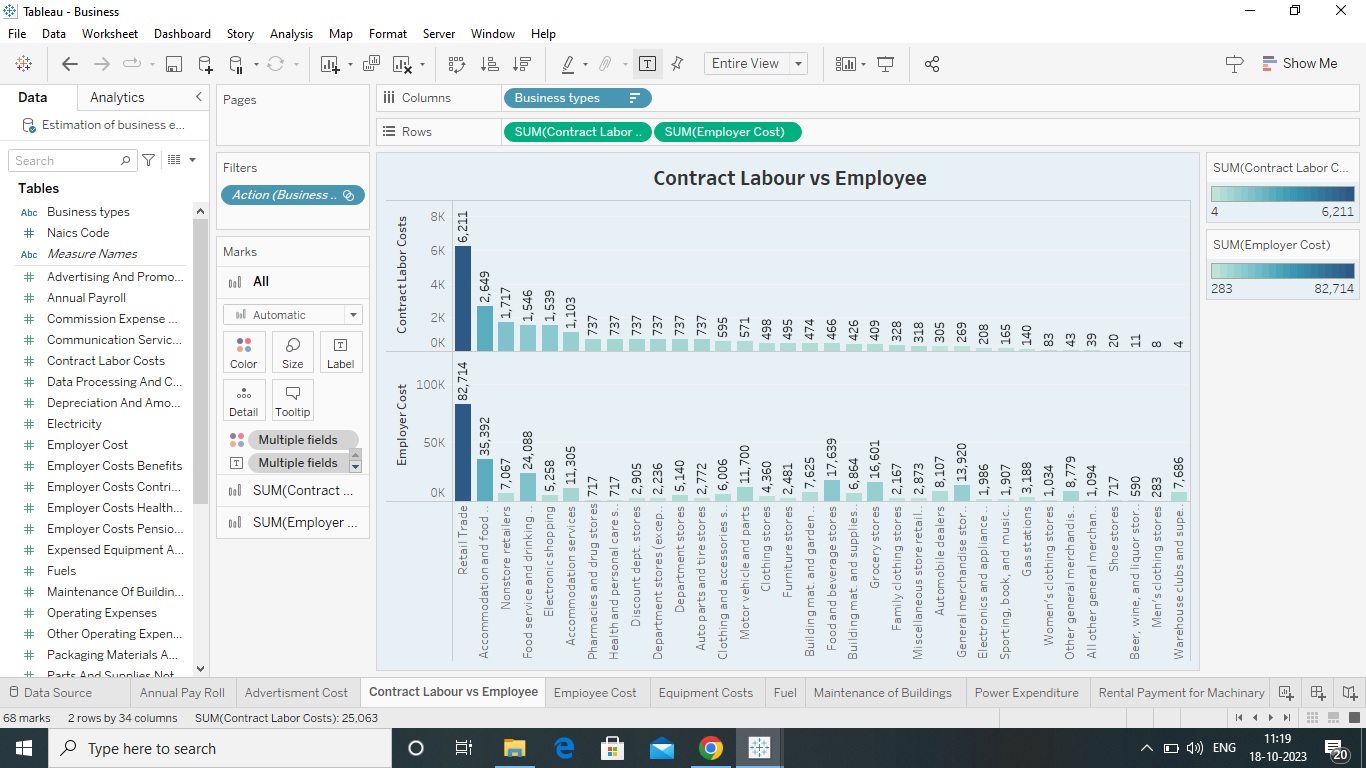 Tableau - Business
File Data Worksheet Dashboard Story Analysis Map Format Server Window Help
Entire View
Show Me
Data Analytics
Estimation of business e...
Search
Tables
Abc Business types
# Naics Code
Abc Measure Names
# Advertising And Promo...
# Annual Payroll
# Commission Expense ...
# Communication Servic...
# Contract Labor Costs
# Data Processing And C...
# Depreciation And Amo...
# Electricity
# Employer Cost
# Employer Costs Benefits
# Employer Costs Contri...
# Employer Costs Health...
# Employer Costs Pensio...
# Expensed Equipment A...
# Fuels
# Maintenance Of Buildin...
# Operating Expenses
# Other Operating Expen...
# Packaging Materials A...
# Parts And Supplies Not
Pages
Filters
Action (Business ..
Marks
All
Automatic
Color Size Label
Detail Tooltip
Multiple fields
Multiple fields
SUM(Contract ...
SUM(Employer ...
Columns Business types
Rows SUM(Contract Labor .. SUM(Employer Cost)
Contract Labour vs Employee
Contract Labor Costs
8K
6K
4K
2K
0K
6,211 2,649 1,717 1,546 1,539 1,103 737 737 737 737 737 737 595 571 498 495 474 466 426 409 328 318 305 269 208 165 140 83 43 39 20 11 8 4
Employer Cost
100K
50K
0K
82,714 35,392 7,067 24,088 5,258 11,305 717 717 2,905 2,236 5,140 2,772 6,006 11,700 4,360 2,481 7,625 17,639 6,864 16,601 2,167 2,873 8,107 13,920 1,986 1,907 3,188 1,034 8,779 1,094 717 590 283 7,686
Retail Trade
Accommodation and food ..
Nonstore retailers
Food service and drinking ..
Electronic shopping
Accommodation services
Pharmacies and drug stores
Health and personal care s..
Discount dept. stores
Department stores (excep..
Department stores
Auto parts and tire stores
Clothing and accessories s..
Motor vehicle and parts
Clothing stores
Furniture stores
Building mat. and garden ..
Food and beverage stores
Building mat. and supplies..
Grocery stores
Family clothing stores
Miscellaneous store retail..
Automobile dealers
General merchandise stor..
Electronics and appliance ..
Sporting, book, and music..
Gas stations
Women's clothing stores
Other general merchandis..
All other general merchan..
Shoe stores
Beer, wine, and liquor stor..
Men's clothing stores
Warehouse clubs and supe..
SUM(Contract Labor C...
4 6,211
SUM(Employer Cost)
283 82,714
Data Source Annual Pay Roll Advertisment Cost Contract Labour vs Employee Empioyee Cost Equipment Costs Fuel Maintenance of Buildings Power Expenditure Rental Payment for Machinary
68 marks 2 rows by 34 columns SUM(Contract Labor Costs): 25,063
Type here to search
ENG
11:19
18-10-2023
20